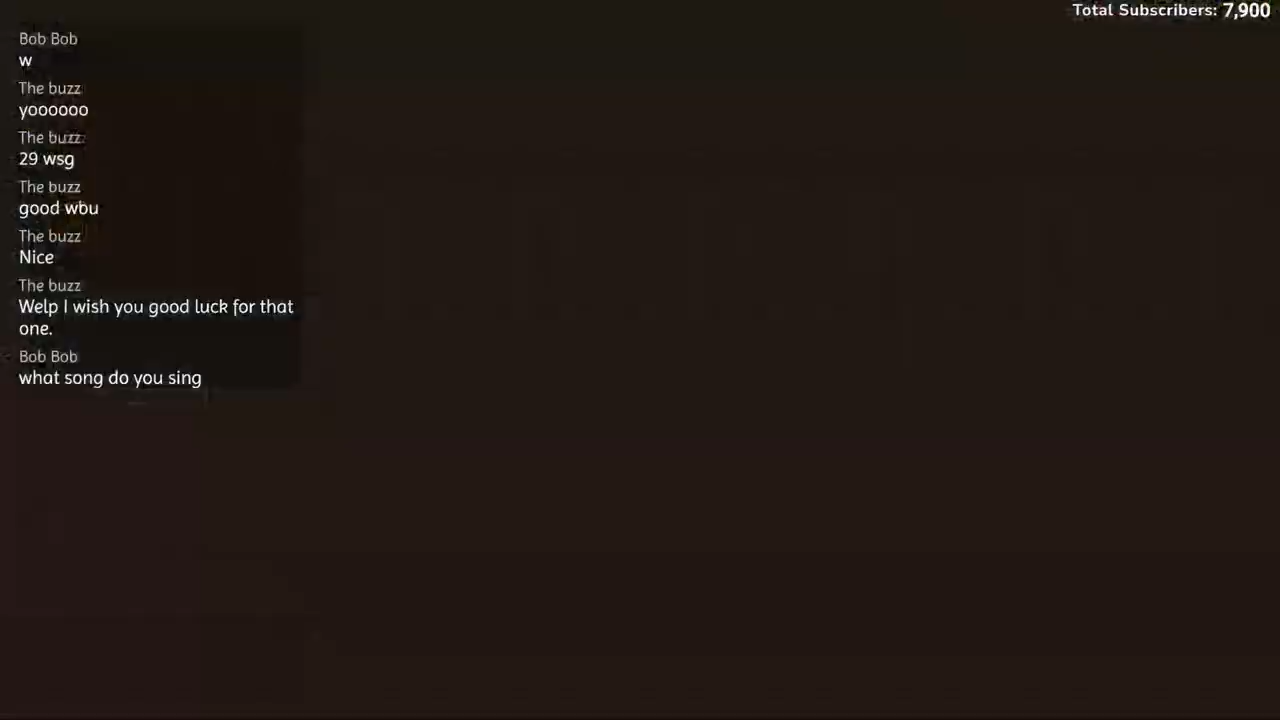 Total Subscribers: 7,900
Bob Bob
w
The buzz
yoooooo
The buzz
29 wsg
The buzz
good wbu
The buzz
Nice
The buzz
Welp I wish you good luck for that
one.
Bob Bob
what song do you sing